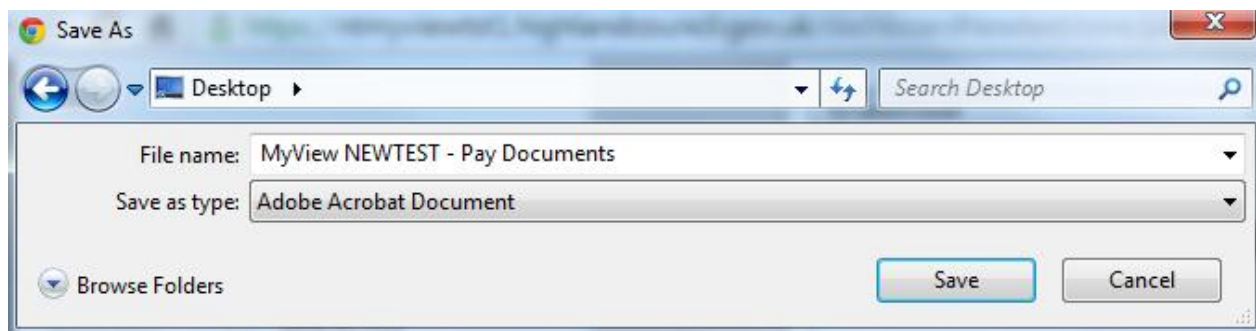 Save As
Desktop
Search Desktop
File name: MyView NEWTEST - Pay Documents
Save as type: Adobe Acrobat Document
Browse Folders Save Cancel